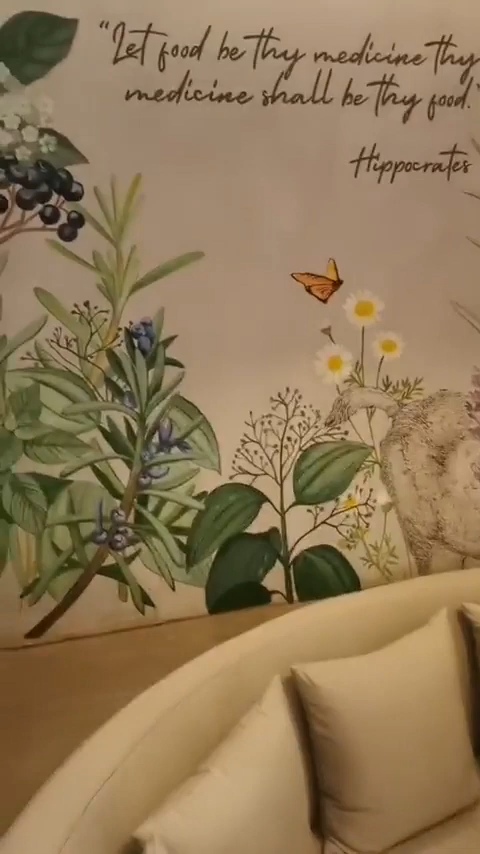 "Let food be thy medicine thy
medicine shall be thy food."
Hippocrates